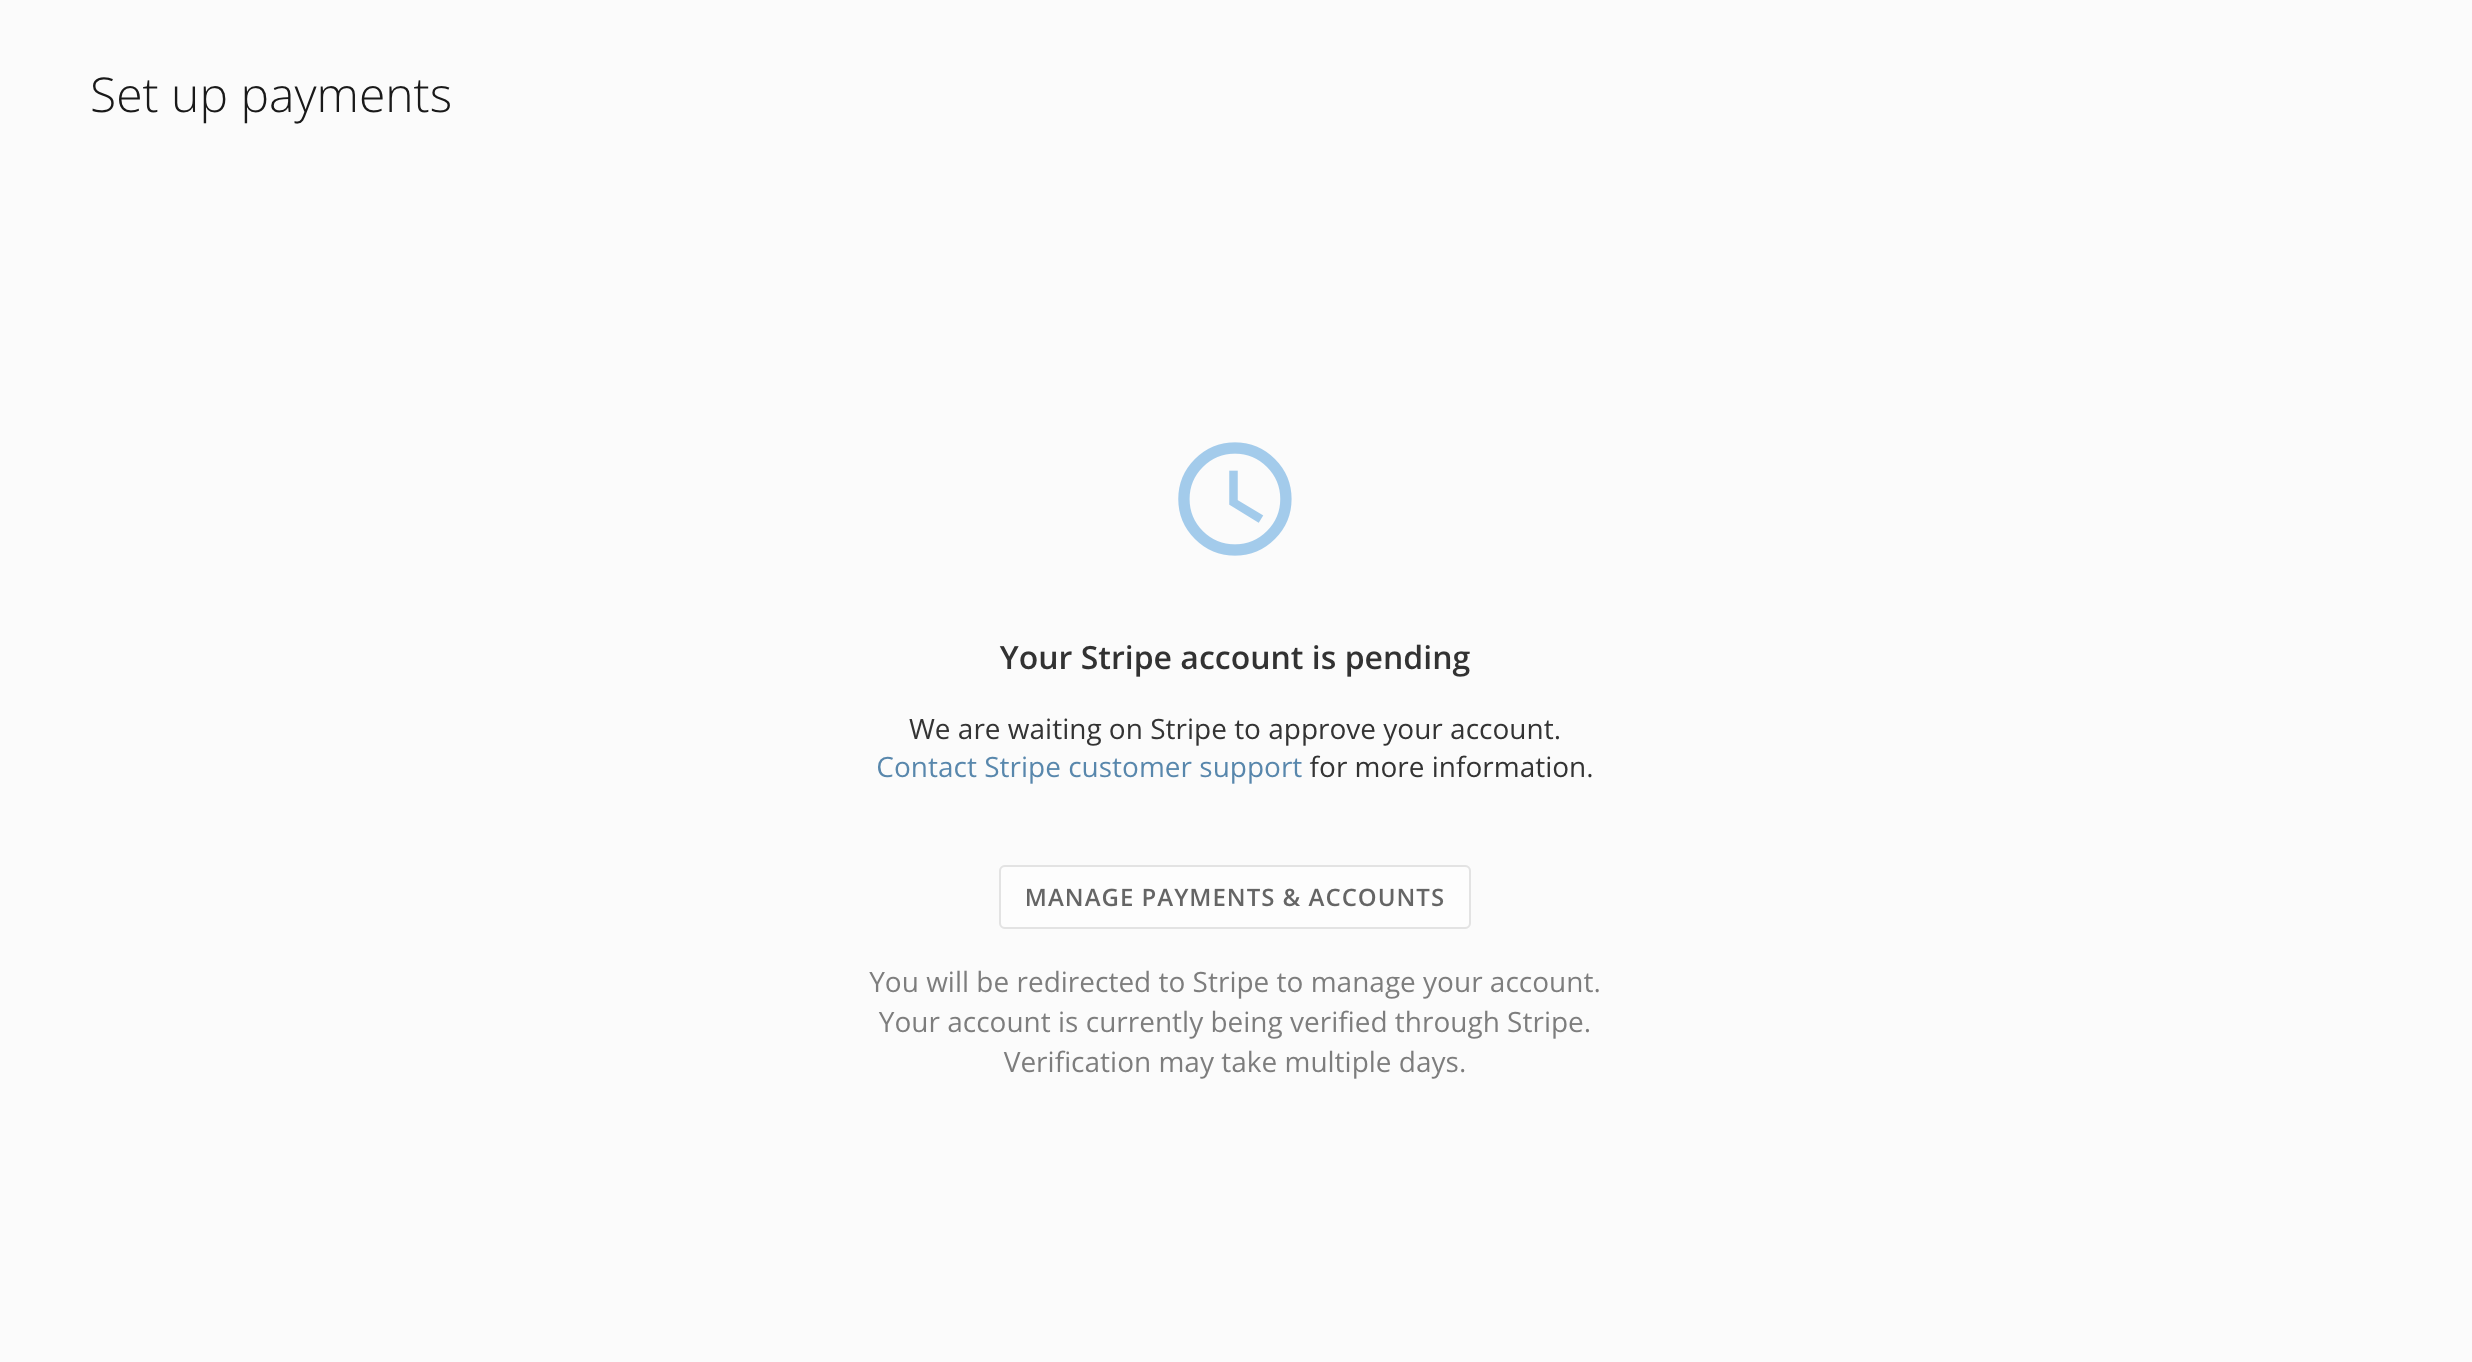 Set up payments
Your Stripe account is pending
We are waiting on Stripe to approve your account.
Contact Stripe customer support for more information.
MANAGE PAYMENTS & ACCOUNTS
You will be redirected to Stripe to manage your account.
Your account is currently being verified through Stripe.
Verification may take multiple days.